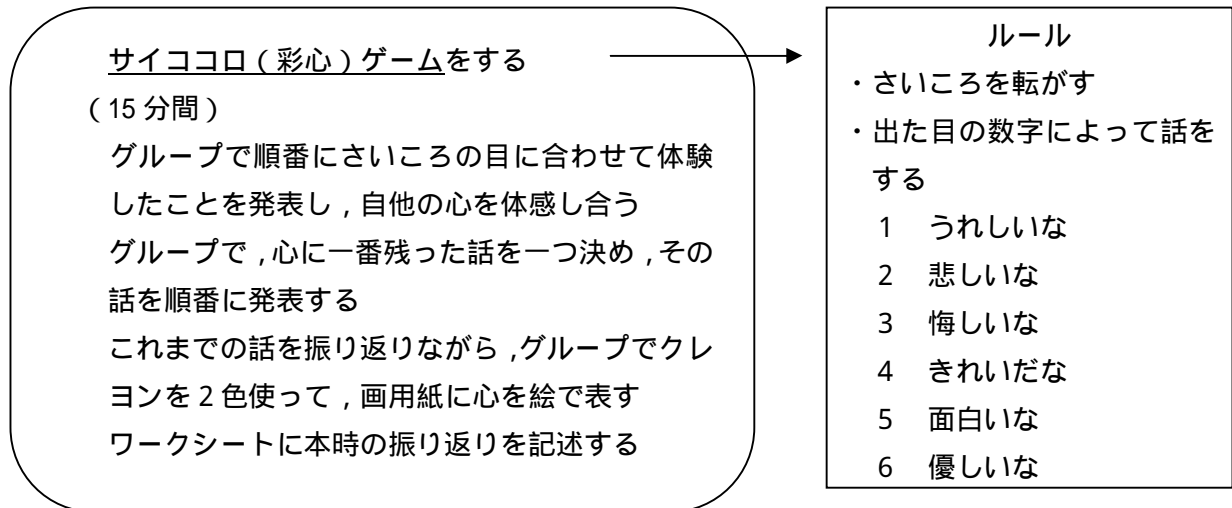 サイココロ（彩心）ゲームをする
（15分間）
グループで順番にさいころの目に合わせて体験
したことを発表し，自他の心を体感し合う
グループで，心に一番残った話を一つ決め，その
話を順番に発表する
これまでの話を振り返りながら，グループでクレ
ヨンを2色使って，画用紙に心を絵で表す
ワークシートに本時の振り返りを記述する
ルール
・さいころを転がす
・出た目の数字によって話を
する
1　うれしいな
2　悲しいな
3　悔しいな
4　きれいだな
5　面白いな
6　優しいな